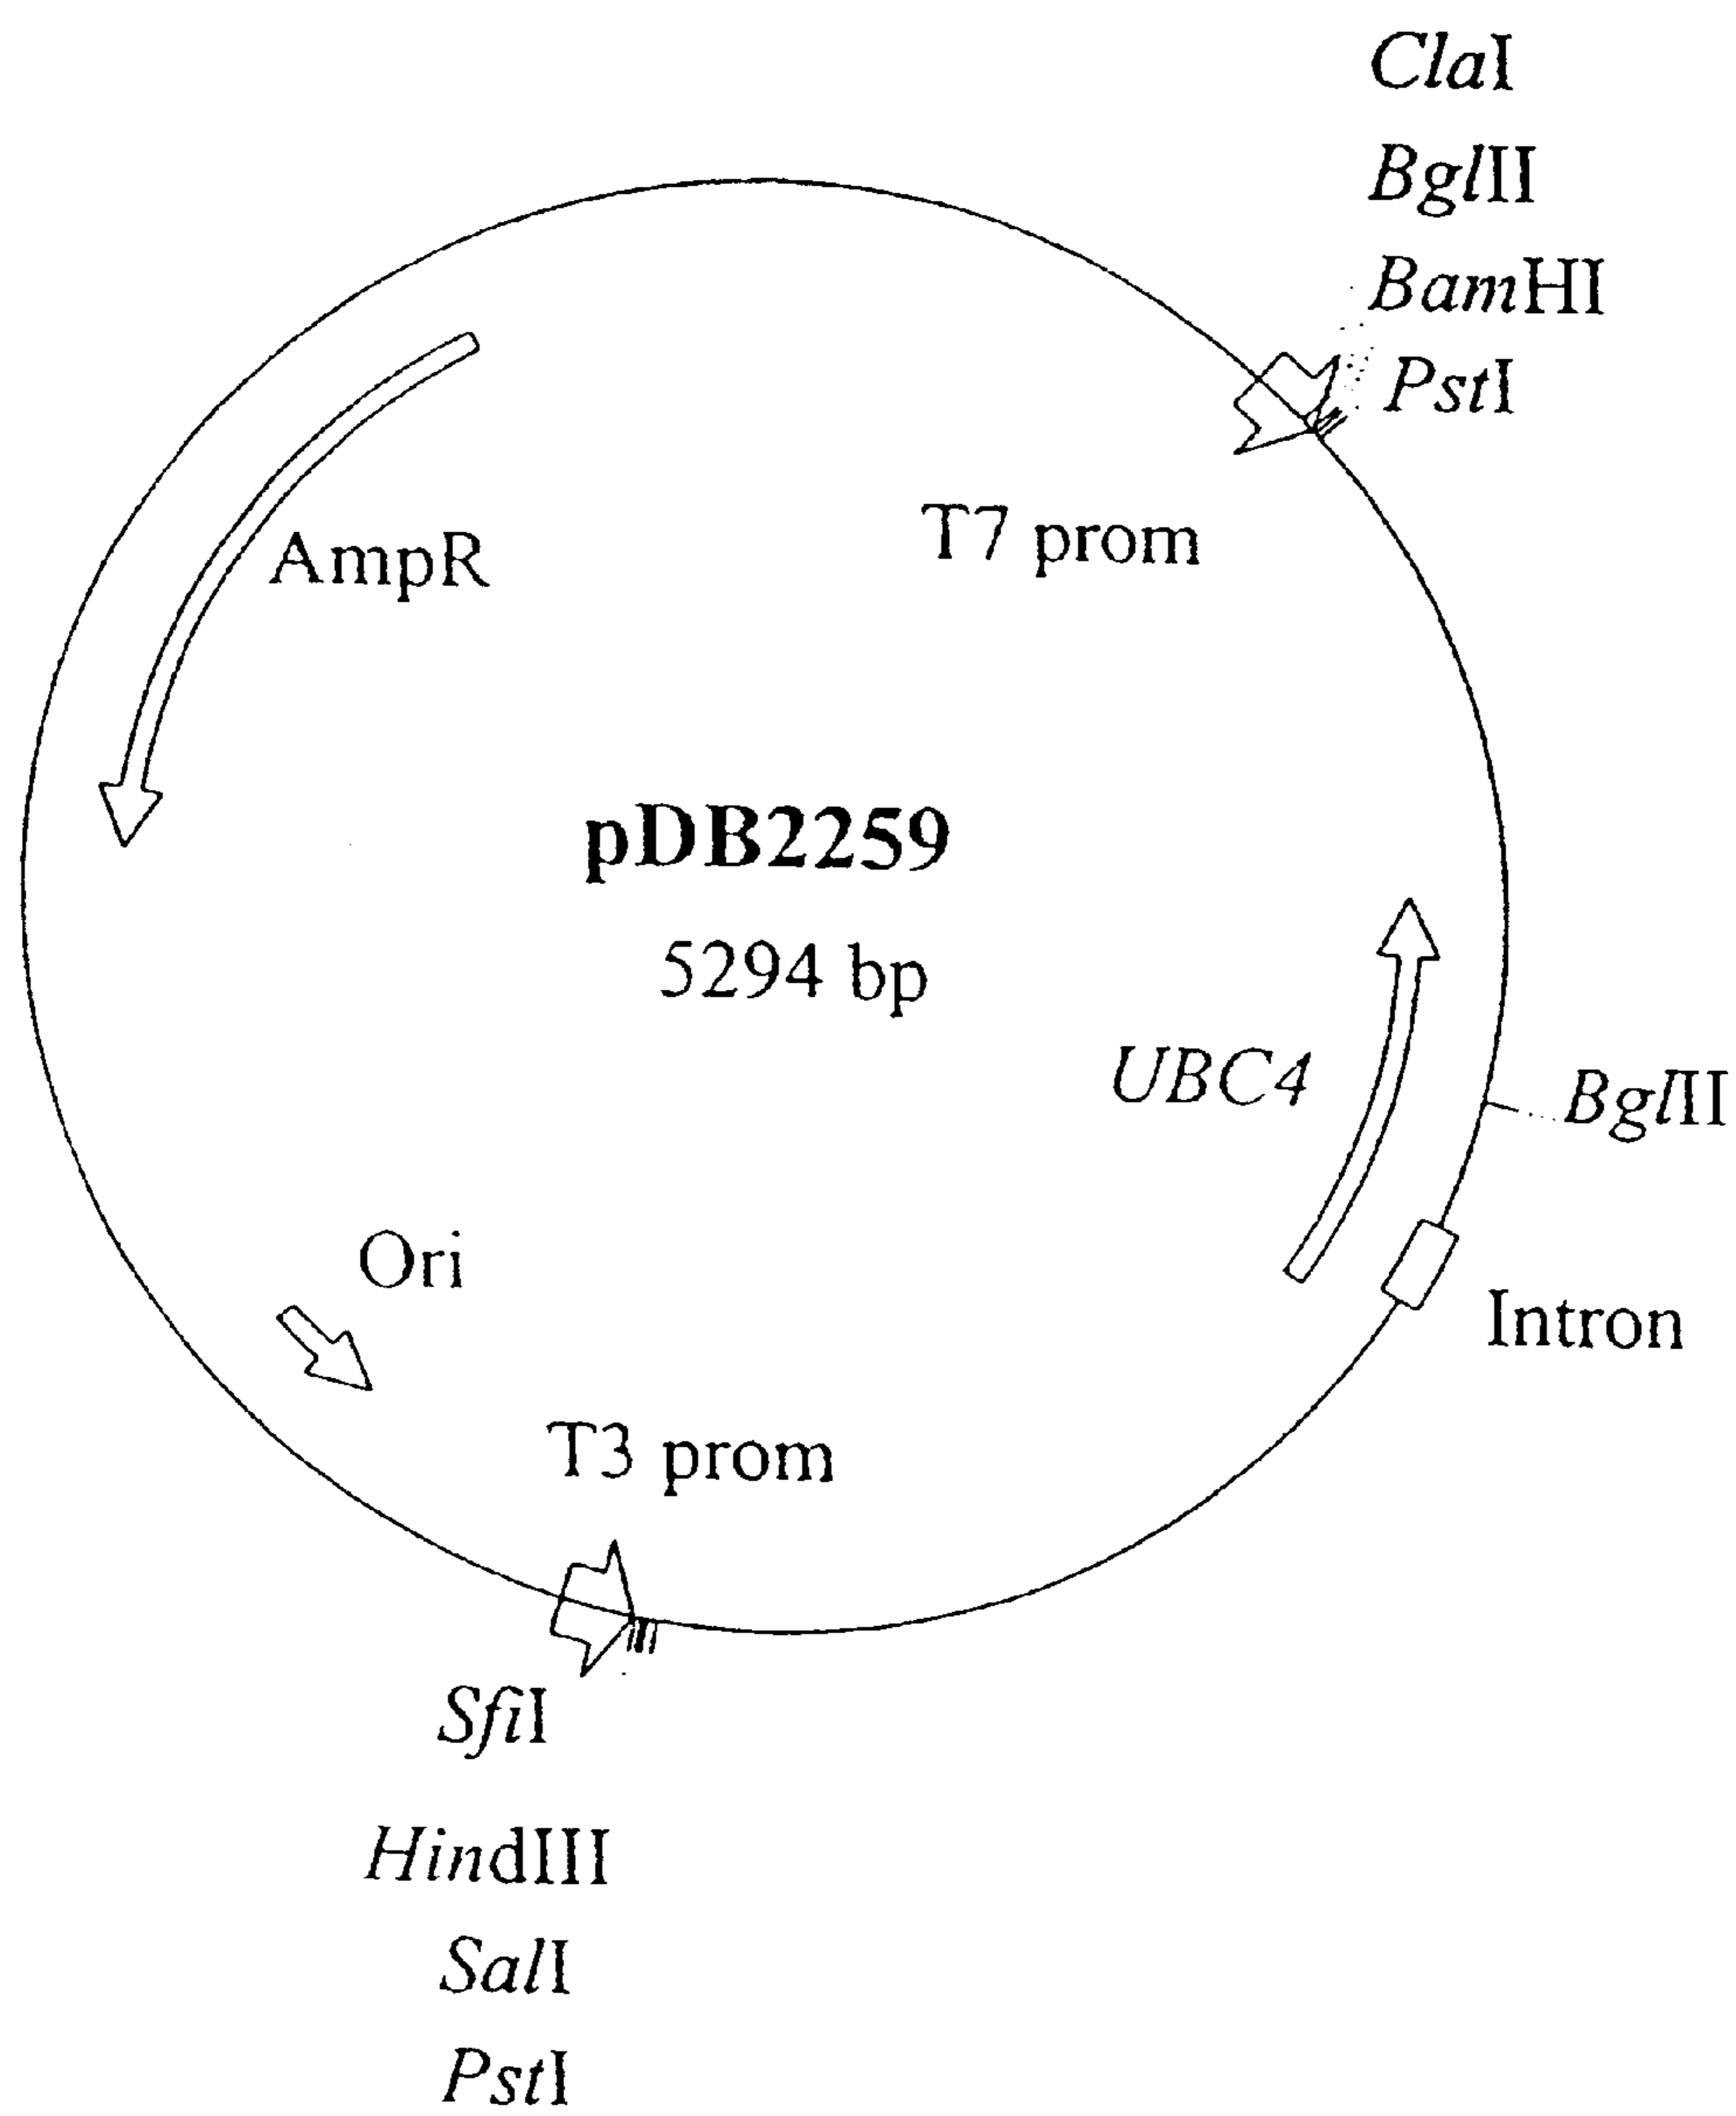 ClaI
BglII
BamHI
PstI
T7 prom
AmpR
pDB2259
5294 bp
UBC4
BglII
Ori
Intron
T3 prom
SfiI
HindIII
SalI
PstI